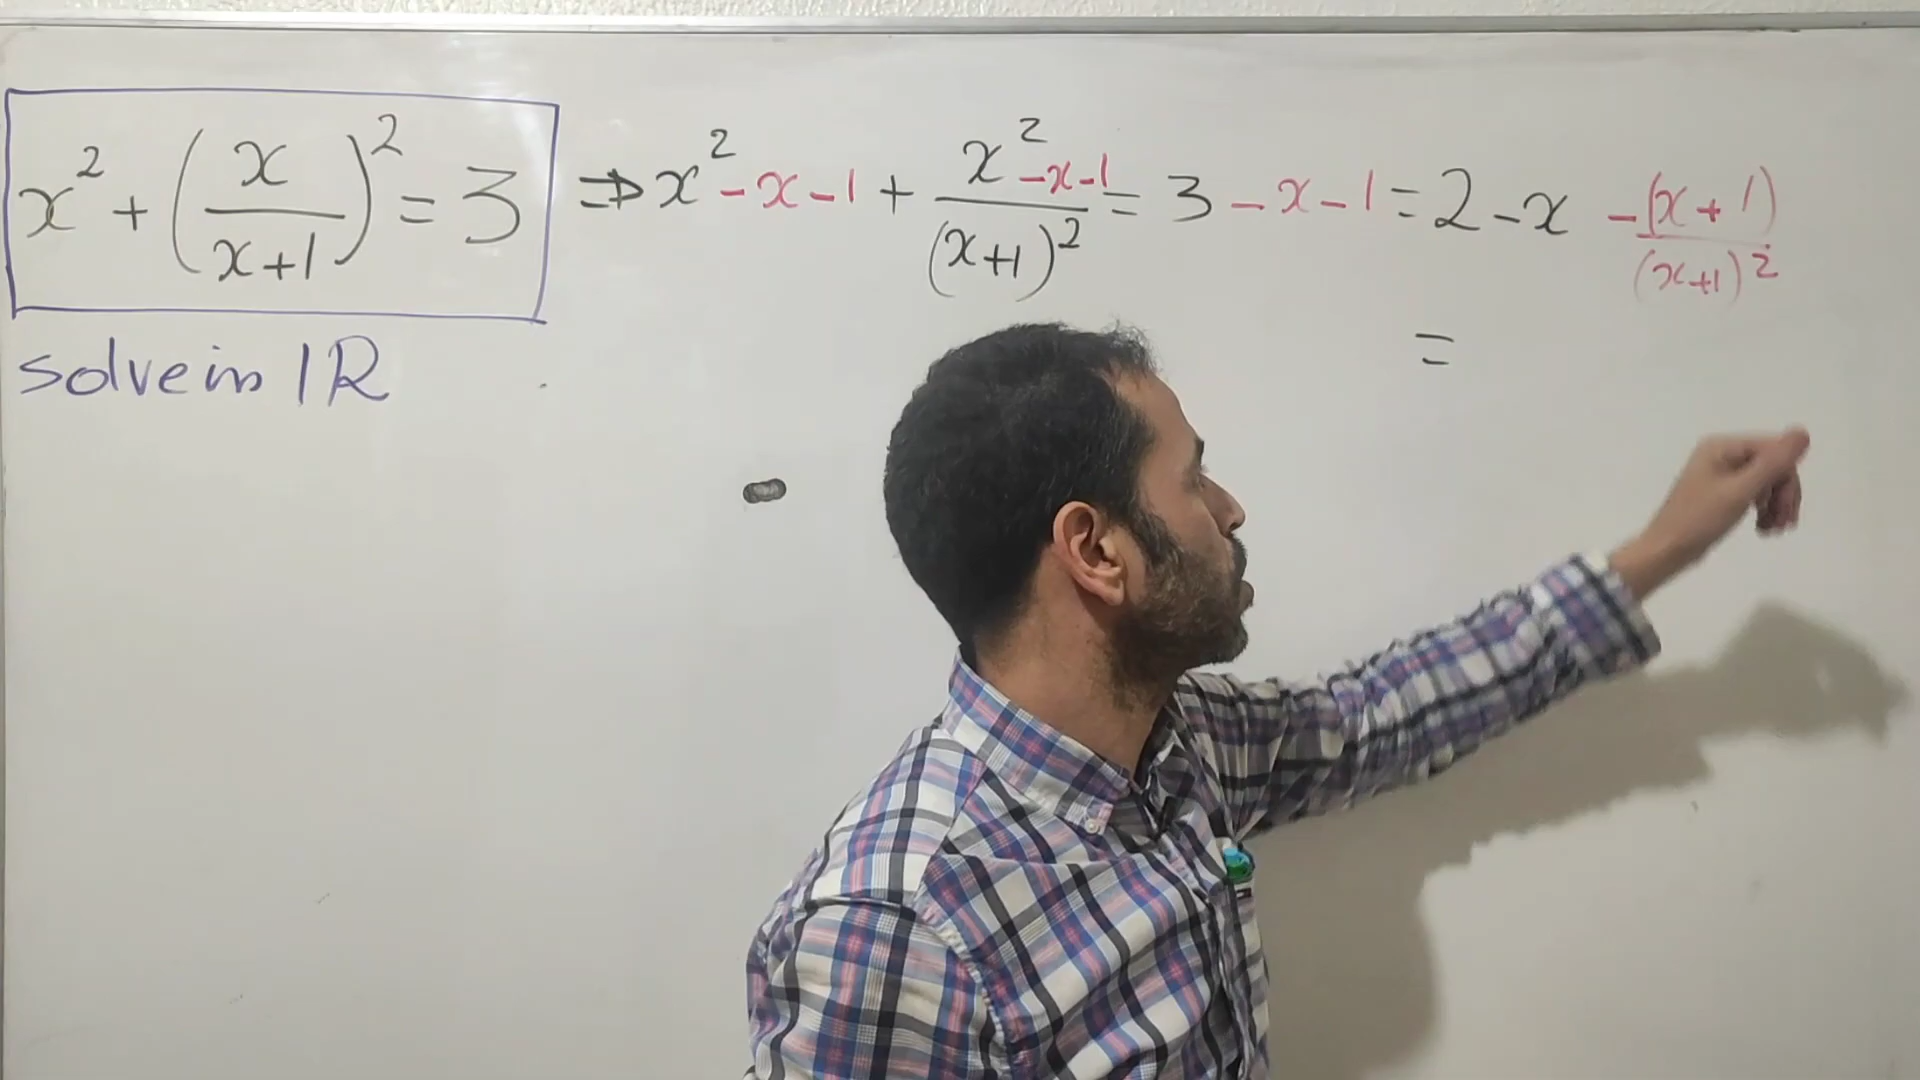 x² + (x/(x+1))² = 3 ⇒ x² - x - 1 + (x² - x - 1)/(x+1)² = 3 - x - 1 = 2 - x - (x+1)/(x+1)²
=
solve in IR